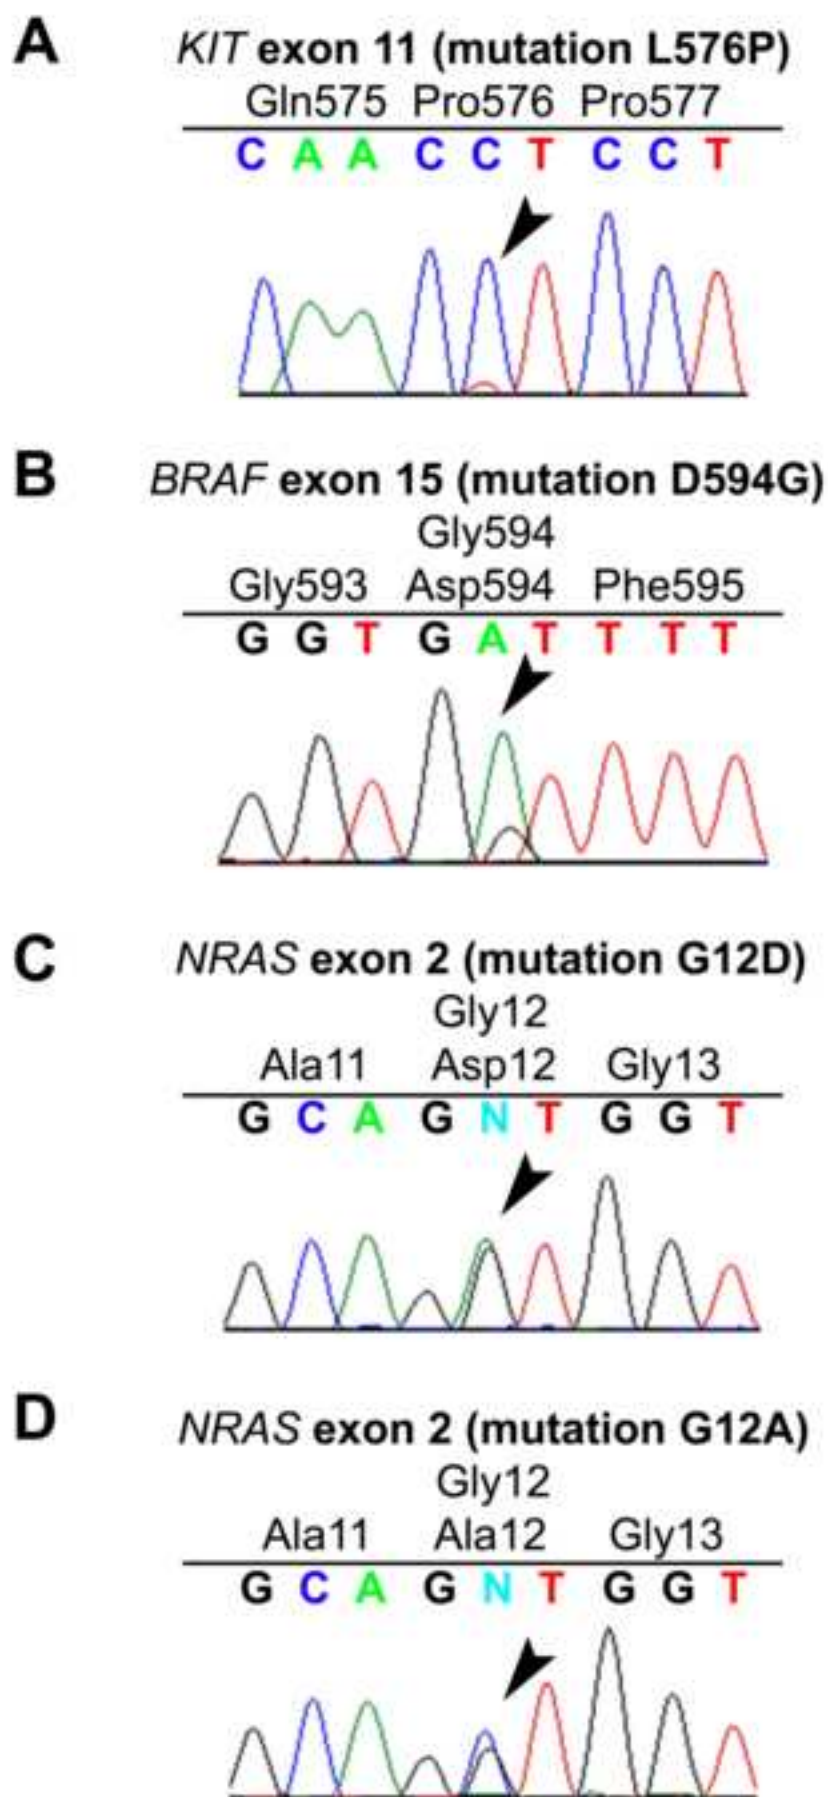 A KIT exon 11 (mutation L576P)
Gln575 Pro576 Pro577
C A A C C T C C T
B BRAF exon 15 (mutation D594G)
Gly594
Gly593 Asp594 Phe595
G G T G A T T T T
C NRAS exon 2 (mutation G12D)
Gly12
Ala11 Asp12 Gly13
G C A G N T G G T
D NRAS exon 2 (mutation G12A)
Gly12
Ala11 Ala12 Gly13
G C A G N T G G T